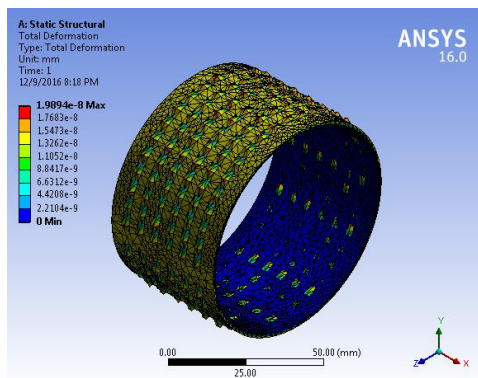 A: Static Structural
Total Deformation
Type: Total Deformation
Unit: mm
Time: 1
12/9/2016 8:18 PM
ANSYS
16.0
1.9894e-8 Max
1.7683e-8
1.5473e-8
1.3262e-8
1.1052e-8
8.8417e-9
6.6312e-9
4.4208e-9
2.2104e-9
0 Min
0.00 50.00 (mm)
25.00
Y
Z X